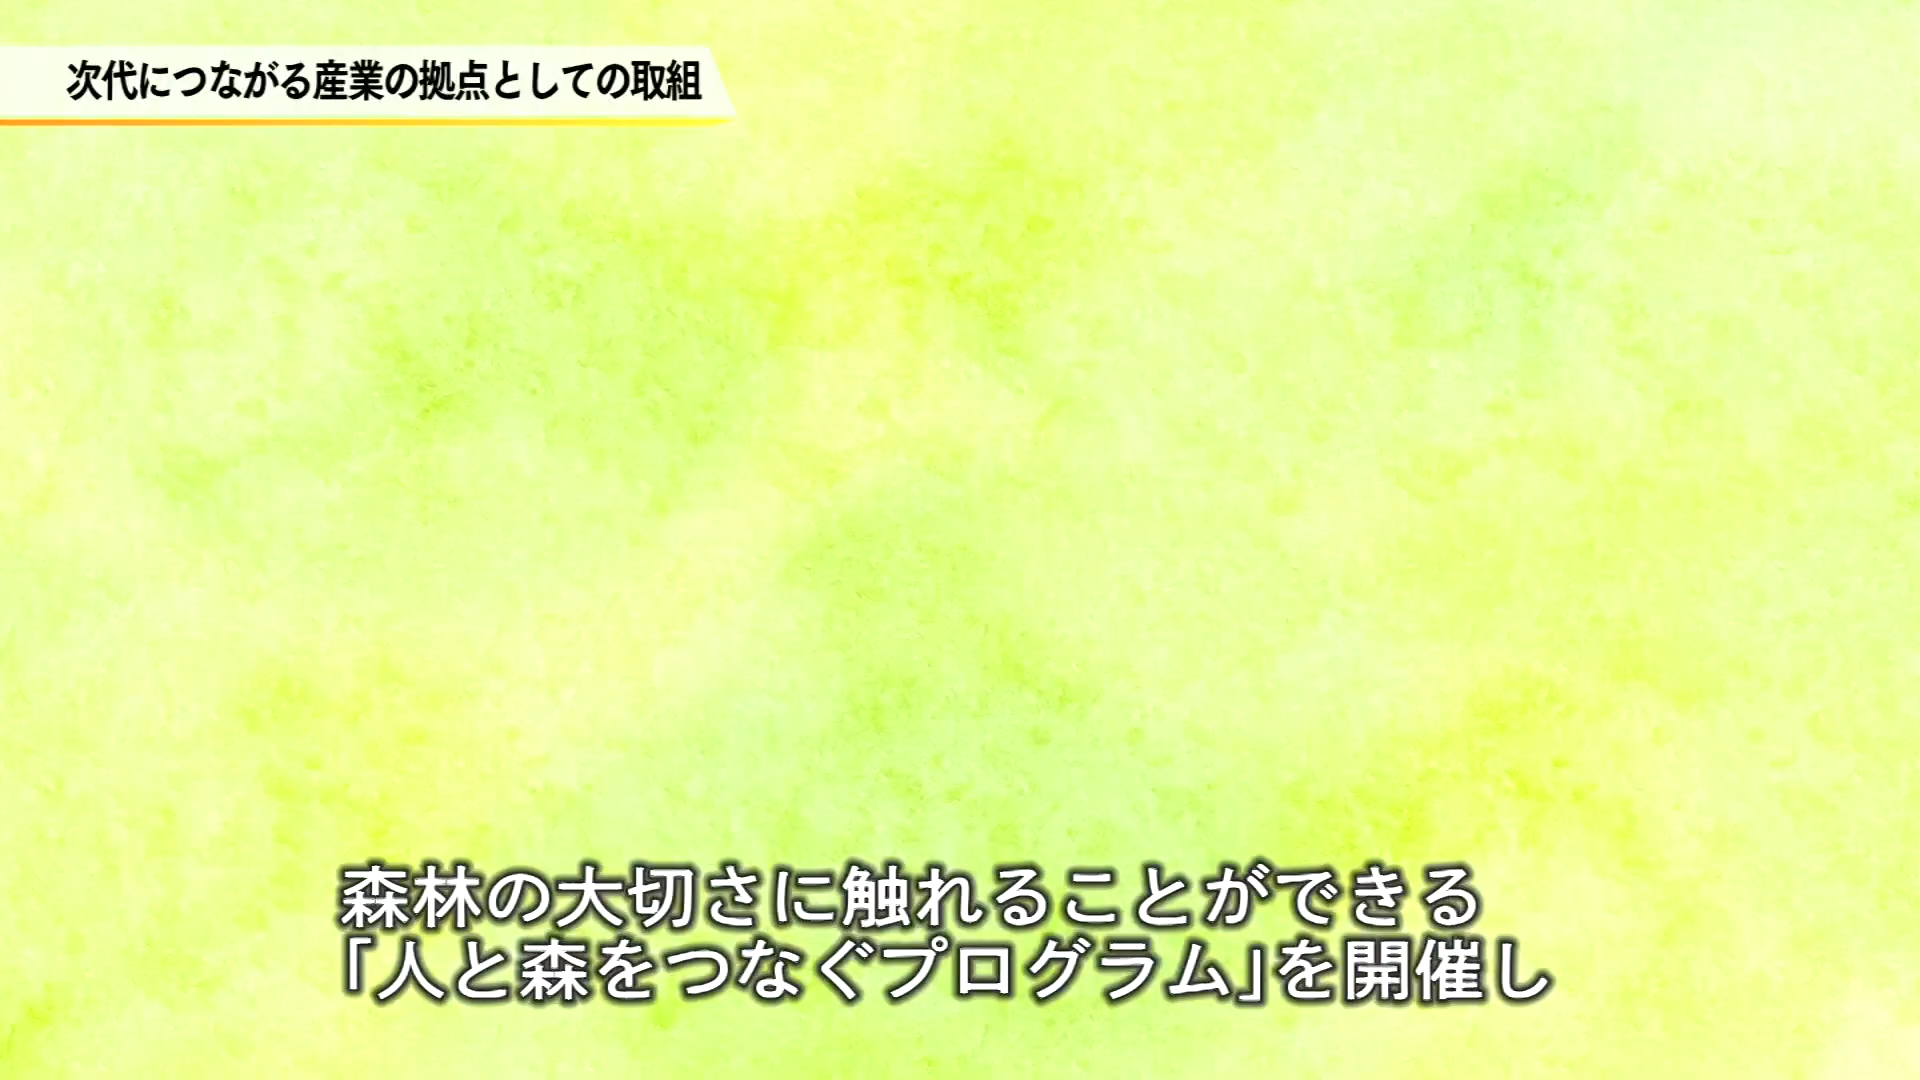 次代につながる産業の拠点としての取組
森林の大切さに触れることができる
「人と森をつなぐプログラム」を開催し